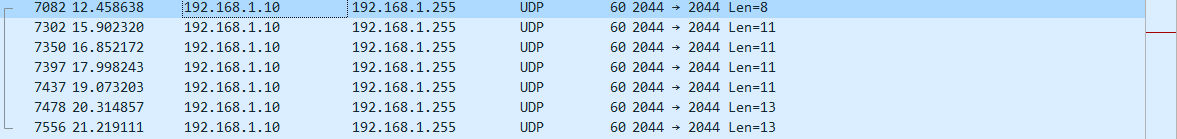 7082 12.458638 192.168.1.10 192.168.1.255 UDP 60 2044 → 2044 Len=8
7302 15.902320 192.168.1.10 192.168.1.255 UDP 60 2044 → 2044 Len=11
7350 16.852172 192.168.1.10 192.168.1.255 UDP 60 2044 → 2044 Len=11
7397 17.998243 192.168.1.10 192.168.1.255 UDP 60 2044 → 2044 Len=11
7437 19.073203 192.168.1.10 192.168.1.255 UDP 60 2044 → 2044 Len=11
7478 20.314857 192.168.1.10 192.168.1.255 UDP 60 2044 → 2044 Len=13
7556 21.219111 192.168.1.10 192.168.1.255 UDP 60 2044 → 2044 Len=13